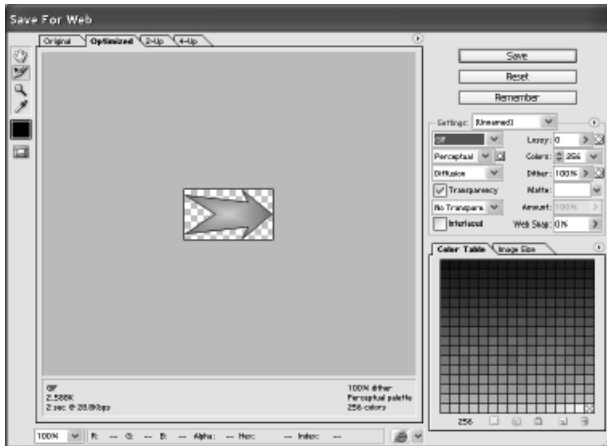 Save For Web
Original Optimized 2-Up 4-Up
Save
Reset
Remember
Settings: [Unnamed]
GIF Lossy: 0
Perceptual Colors: 256
Diffusion Dither: 100%
Transparency Matte:
No Transpare... Amount: 100%
Interlaced Web Snap: 0%
Color Table Image Size
GIF
2.588K
2 sec @ 28.8Kbps
100% dither
Perceptual palette
256 colors
256
100% R: -- G: -- B: -- Alpha: -- Hex: -- Index: --